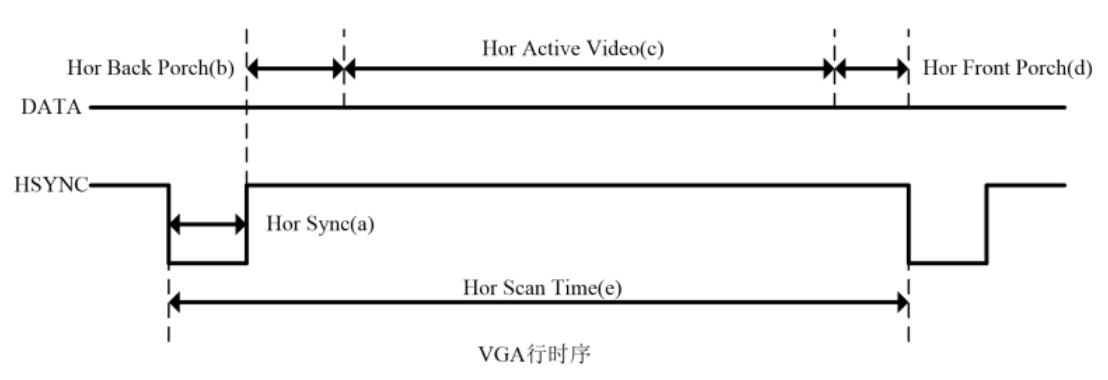 Hor Active Video(c)
Hor Back Porch(b)
Hor Front Porch(d)
DATA
HSYNC
Hor Sync(a)
Hor Scan Time(e)
VGA行时序